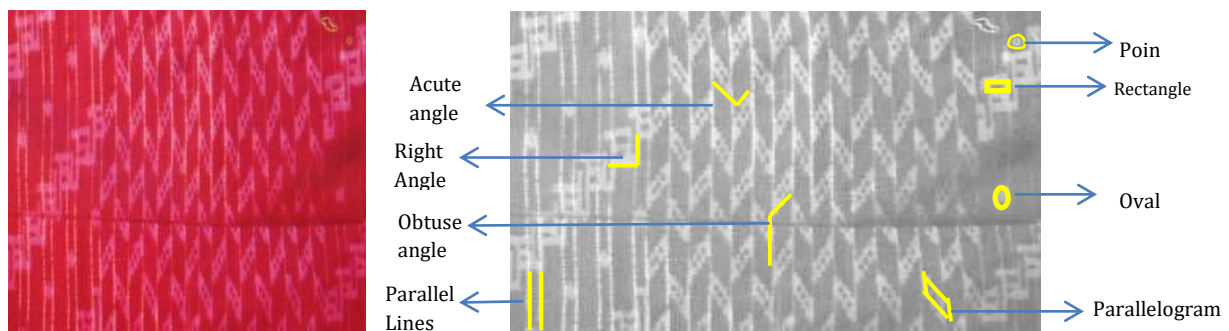 Acute
angle
Right
Angle
Obtuse
angle
Parallel
Lines
Poin
Rectangle
Oval
Parallelogram